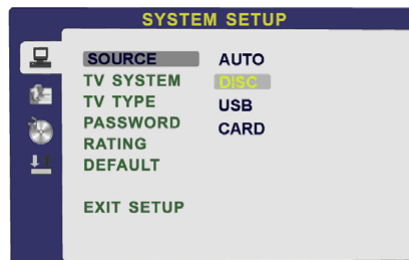 SYSTEM SETUP
SOURCE AUTO
TV SYSTEM DISC
TV TYPE USB
PASSWORD CARD
RATING
DEFAULT
EXIT SETUP